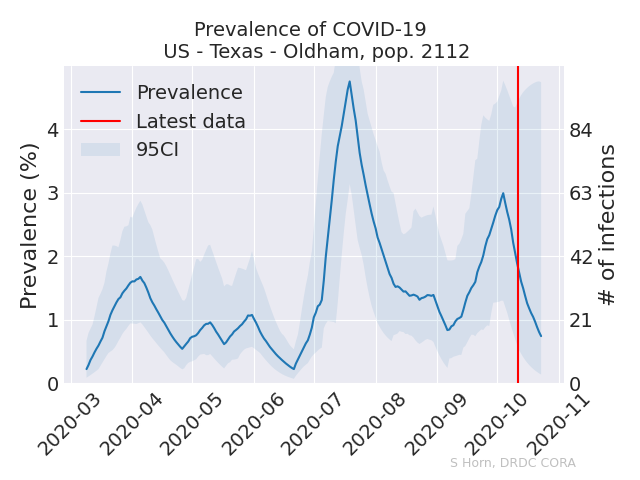 Prevalence of COVID-19
US - Texas - Oldham, pop. 2112
Prevalence
Latest data
95CI
Prevalence (%)
4
3
2
1
0
84
63
42
21
0
# of infections
2020-03
2020-04
2020-05
2020-06
2020-07
2020-08
2020-09
2020-10
2020-11
S Horn, DRDC CORA